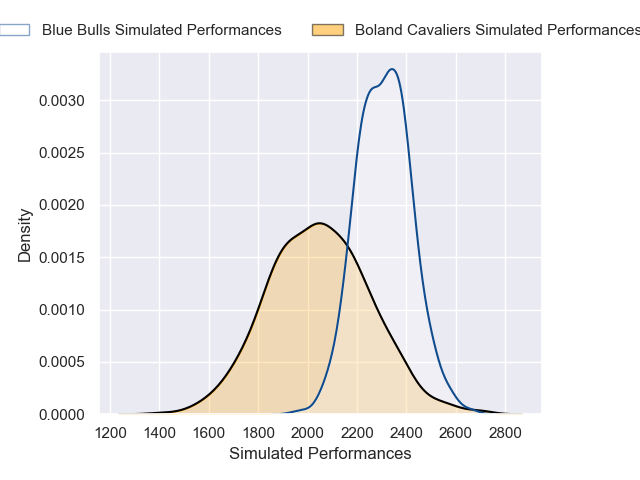 Blue Bulls Simulated Performances
Boland Cavaliers Simulated Performances
0.0030
0.0025
0.0020
0.0015
0.0010
0.0005
0.0000
Density
1200 1400 1600 1800 2000 2200 2400 2600 2800
Simulated Performances